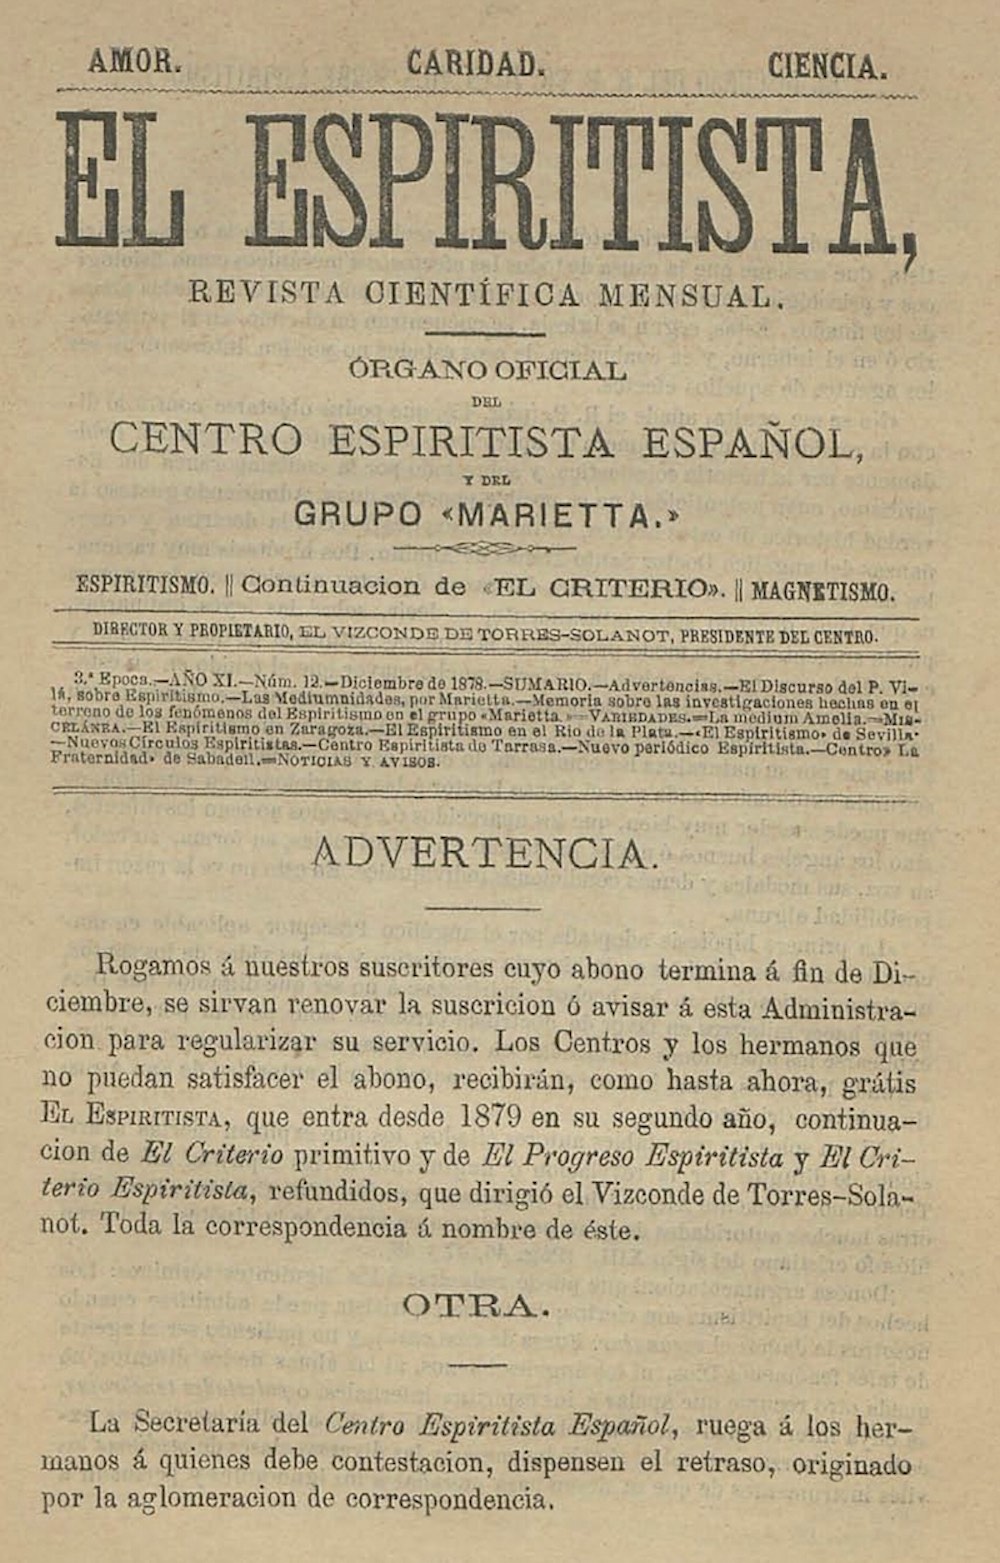 AMOR. CARIDAD. CIENCIA.
EL ESPIRITISTA,
REVISTA CIENTÍFICA MENSUAL.
ÓRGANO OFICIAL
DEL
CENTRO ESPIRITISTA ESPAÑOL,
Y DEL
GRUPO «MARIETTA.»
ESPIRITISMO. || Continuacion de «EL CRITERIO». || MAGNETISMO.
DIRECTOR Y PROPIETARIO, EL VIZCONDE DE TORRES-SOLANOT, PRESIDENTE DEL CENTRO.
3.ª Epoca.—AÑO XI.—Núm. 12.—Diciembre de 1878.—SUMARIO.—Advertencias.—El Discurso del P. Vi-
lá, sobre Espiritismo.—Las Mediumnidades, por Marietta.—Memoria sobre las investigaciones hechas en el
terreno de los fenómenos del Espiritismo en el grupo «Marietta.»=VARIEDADES.=La medium Amelia.=MIS-
CELÁNEA.—El Espiritismo en Zaragoza.—El Espiritismo en el Rio de la Plata.—«El Espiritismo» de Sevilla-
—Nuevos Círculos Espiritistas.—Centro Espiritista de Tarrasa.—Nuevo periódico Espiritista.—Centro» La
Fraternidad» de Sabadell.=NOTICIAS Y AVISOS.
ADVERTENCIA.
Rogamos á nuestros suscritores cuyo abono termina á fin de Di-
ciembre, se sirvan renovar la suscricion ó avisar á esta Administra-
cion para regularizar su servicio. Los Centros y los hermanos que
no puedan satisfacer el abono, recibirán, como hasta ahora, grátis
EL ESPIRITISTA, que entra desde 1879 en su segundo año, continua-
cion de El Criterio primitivo y de El Progreso Espiritista y El Cri-
terio Espiritista, refundidos, que dirigió el Vizconde de Torres-Sola-
not. Toda la correspondencia á nombre de éste.
OTRA.
La Secretaría del Centro Espiritista Español, ruega á los her-
manos á quienes debe contestacion, dispensen el retraso, originado
por la aglomeracion de correspondencia.